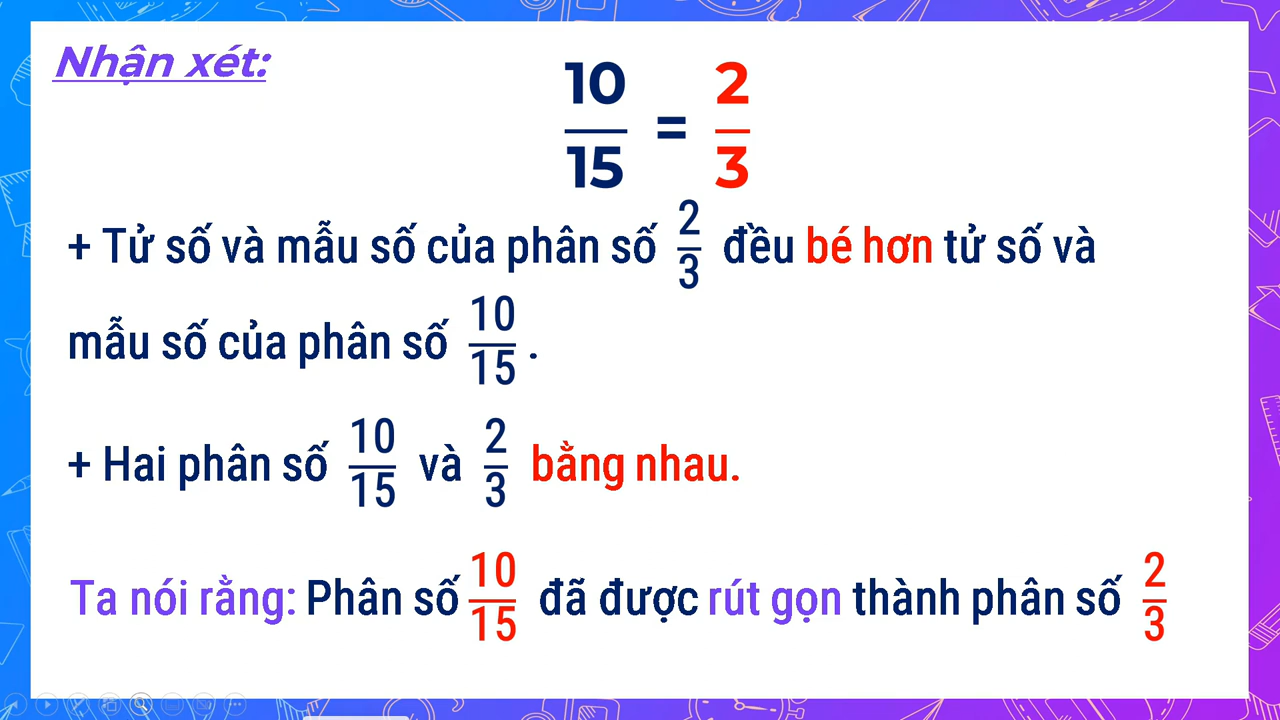 Nhận xét:
10/15 = 2/3
+ Tử số và mẫu số của phân số 2/3 đều bé hơn tử số và
mẫu số của phân số 10/15 .
+ Hai phân số 10/15 và 2/3 bằng nhau.
Ta nói rằng: Phân số 10/15 đã được rút gọn thành phân số 2/3